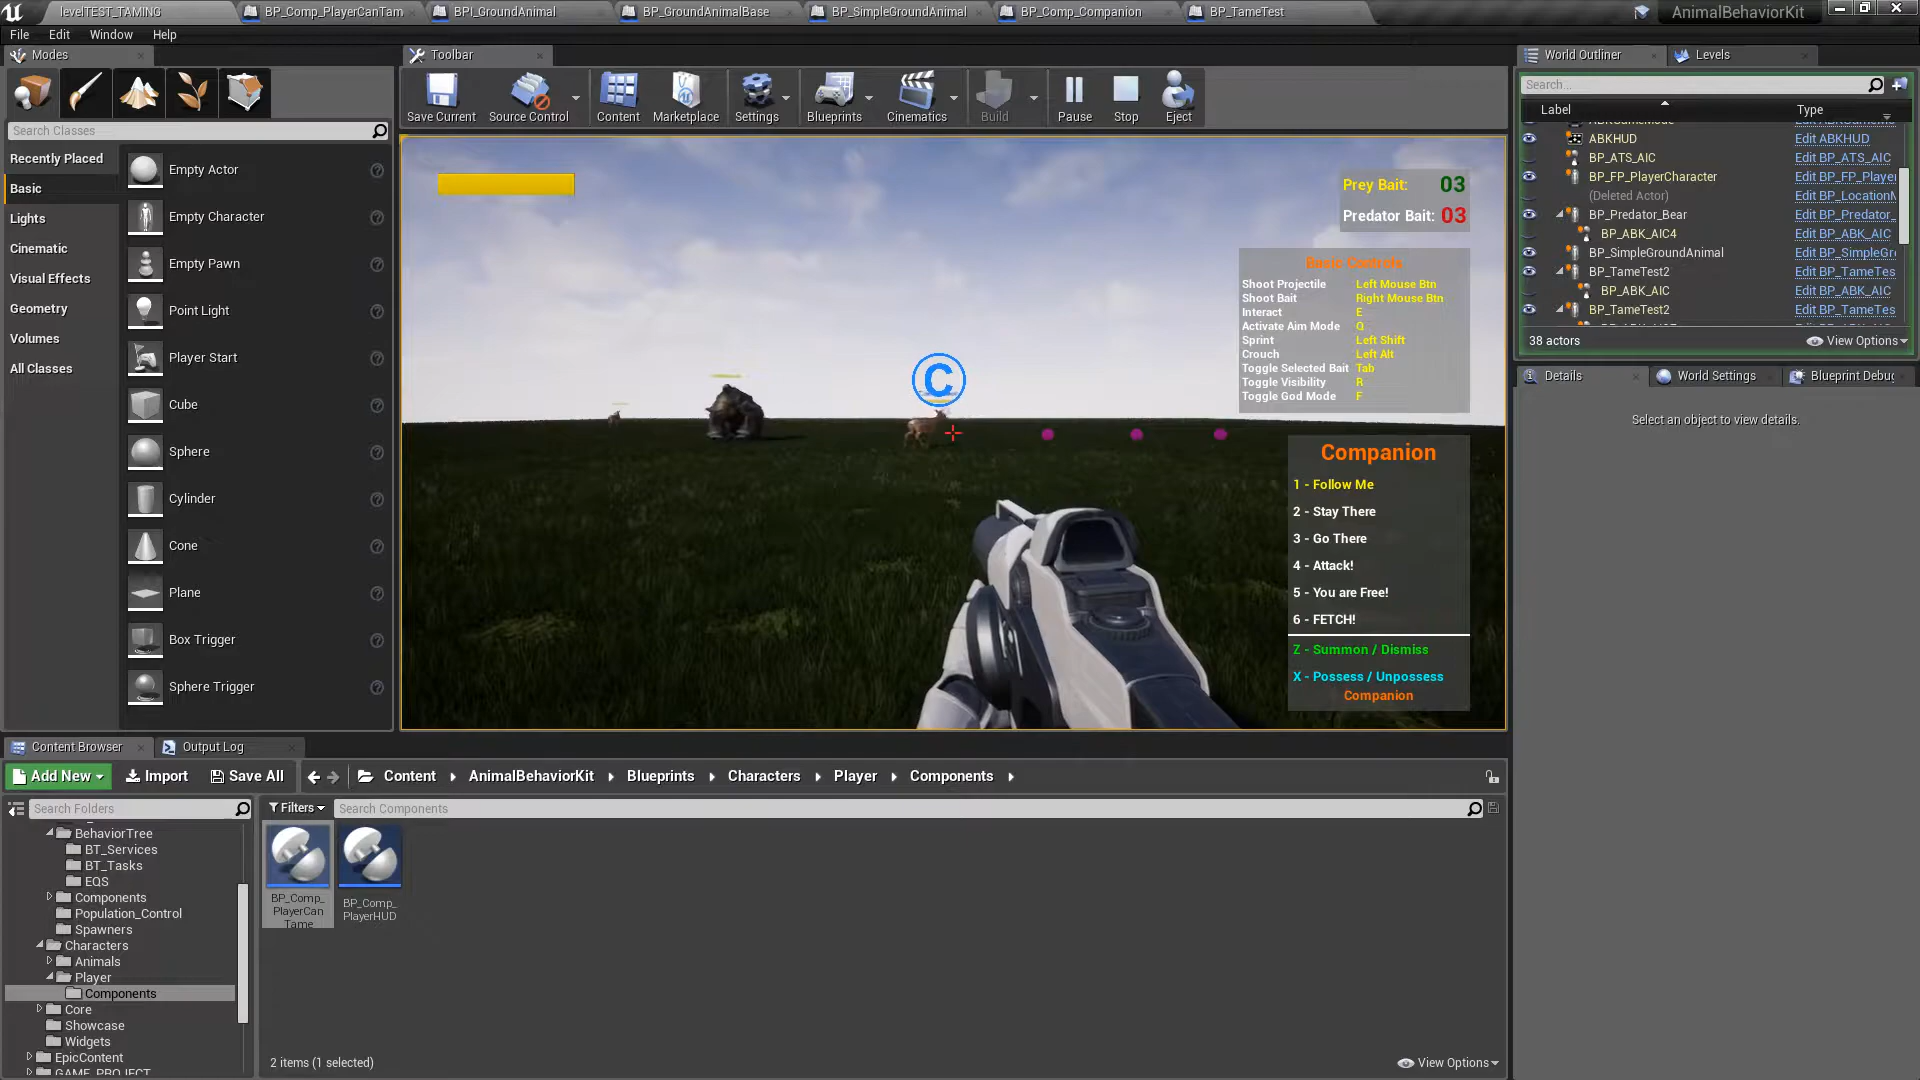 levelTEST_TAMING
BP_Comp_PlayerCanTam
BPI_GroundAnimal
BP_GroundAnimalBase
BP_SimpleGroundAnimal
BP_Comp_Companion
BP_TameTest
AnimalBehaviorKit
File Edit Window Help
Modes
Toolbar
World Outliner
Levels
Save Current
Source Control
Content
Marketplace
Settings
Blueprints
Cinematics
Build
Pause
Stop
Eject
Search Classes
Recently Placed
Basic
Lights
Cinematic
Visual Effects
Geometry
Volumes
All Classes
Empty Actor
Empty Character
Empty Pawn
Point Light
Player Start
Cube
Sphere
Cylinder
Cone
Plane
Box Trigger
Sphere Trigger
Prey Bait: 03
Predator Bait: 03
Basic Controls
Shoot Projectile Left Mouse Btn
Shoot Bait Right Mouse Btn
Interact E
Activate Aim Mode Q
Sprint Left Shift
Crouch Left Alt
Toggle Selected Bait Tab
Toggle Visibility R
Toggle God Mode F
C
Companion
1 - Follow Me
2 - Stay There
3 - Go There
4 - Attack!
5 - You are Free!
6 - FETCH!
Z - Summon / Dismiss
X - Possess / Unpossess
Companion
Search...
Label Type
ABKHUD Edit ABKHUD
BP_ATS_AIC Edit BP_ATS_AIC
BP_FP_PlayerCharacter Edit BP_FP_Player
(Deleted Actor) Edit BP_Location
BP_Predator_Bear Edit BP_Predator_
BP_ABK_AIC4 Edit BP_ABK_AIC
BP_SimpleGroundAnimal Edit BP_SimpleGr
BP_TameTest2 Edit BP_TameTes
BP_ABK_AIC Edit BP_ABK_AIC
BP_TameTest2 Edit BP_TameTes
38 actors
View Options
Details
World Settings
Blueprint Debug
Select an object to view details.
Content Browser
Output Log
Add New
Import
Save All
Content
AnimalBehaviorKit
Blueprints
Characters
Player
Components
Search Folders
Filters
Search Components
BehaviorTree
BT_Services
BT_Tasks
EQS
Components
Population_Control
Spawners
Characters
Animals
Player
Components
Core
Showcase
Widgets
EpicContent
GAME_PROJECT
BP_Comp_
PlayerCan
Tame
BP_Comp_
PlayerHUD
2 items (1 selected)
View Options